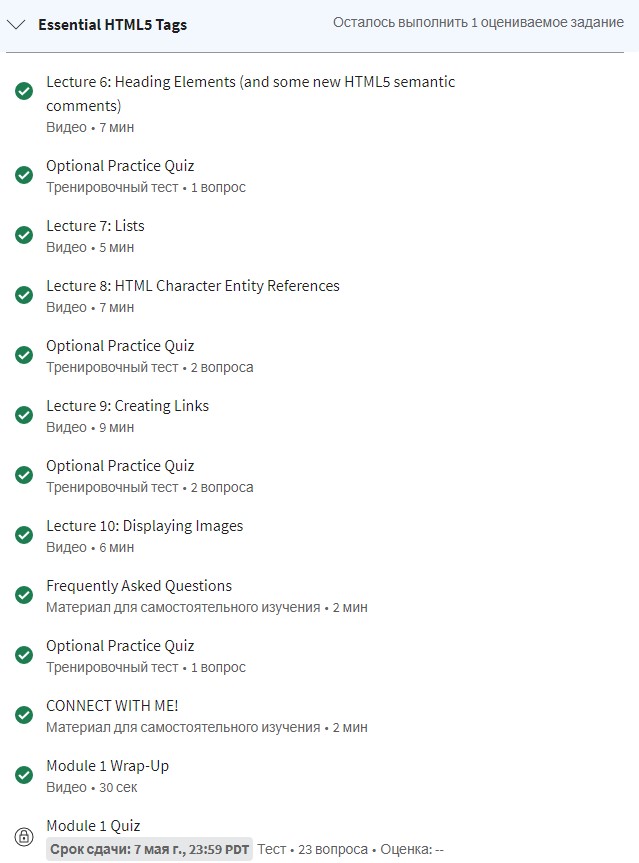 Essential HTML5 Tags
Осталось выполнить 1 оцениваемое задание
Lecture 6: Heading Elements (and some new HTML5 semantic
comments)
Видео • 7 мин
Optional Practice Quiz
Тренировочный тест • 1 вопрос
Lecture 7: Lists
Видео • 5 мин
Lecture 8: HTML Character Entity References
Видео • 7 мин
Optional Practice Quiz
Тренировочный тест • 2 вопроса
Lecture 9: Creating Links
Видео • 9 мин
Optional Practice Quiz
Тренировочный тест • 2 вопроса
Lecture 10: Displaying Images
Видео • 6 мин
Frequently Asked Questions
Материал для самостоятельного изучения • 2 мин
Optional Practice Quiz
Тренировочный тест • 1 вопрос
CONNECT WITH ME!
Материал для самостоятельного изучения • 2 мин
Module 1 Wrap-Up
Видео • 30 сек
Module 1 Quiz
Срок сдачи: 7 мая г., 23:59 PDT Тест • 23 вопроса • Оценка: --